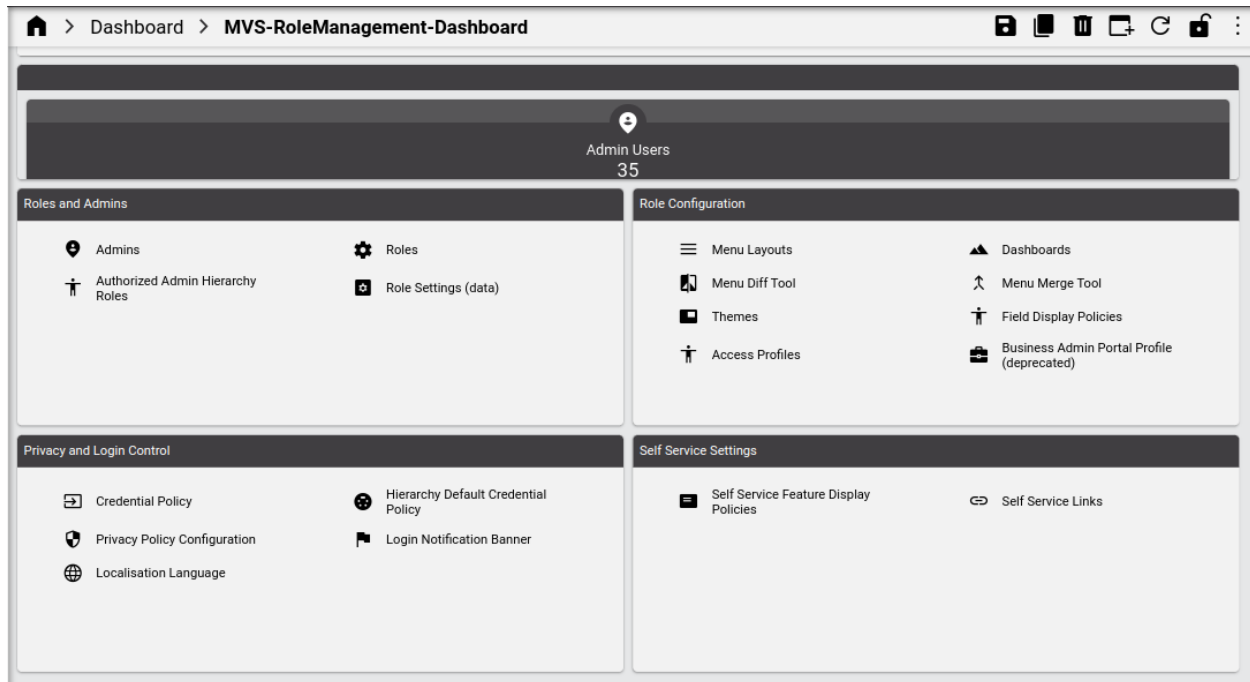 Dashboard > MVS-RoleManagement-Dashboard
Admin Users
35
Roles and Admins
Admins
Roles
Authorized Admin Hierarchy
Roles
Role Settings (data)
Role Configuration
Menu Layouts
Dashboards
Menu Diff Tool
Menu Merge Tool
Themes
Field Display Policies
Access Profiles
Business Admin Portal Profile
(deprecated)
Privacy and Login Control
Credential Policy
Hierarchy Default Credential
Policy
Privacy Policy Configuration
Login Notification Banner
Localisation Language
Self Service Settings
Self Service Feature Display
Policies
Self Service Links